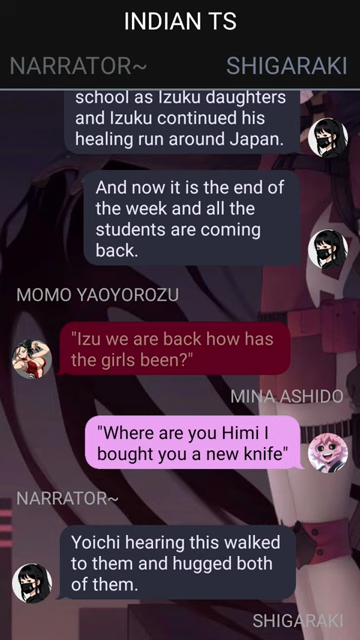 INDIAN TS
NARRATOR~
SHIGARAKI
school as Izuku daughters
and Izuku continued his
healing run around Japan.
And now it is the end of
the week and all the
students are coming
back.
MOMO YAOYOROZU
"Izu we are back how has
the girls been?"
MINA ASHIDO
"Where are you Himi I
bought you a new knife"
NARRATOR~
Yoichi hearing this walked
to them and hugged both
of them.
SHIGARAKI